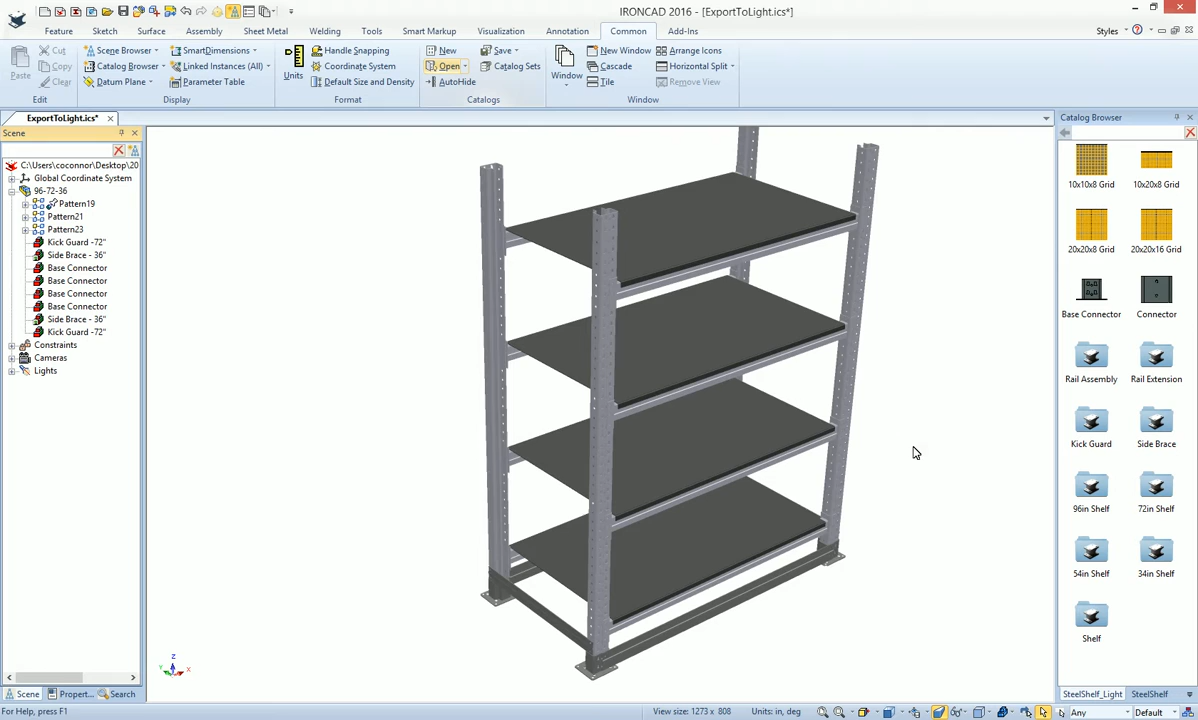 IRONCAD 2016 - [ExportToLight.ics*]
Feature Sketch Surface Assembly Sheet Metal Welding Tools Smart Markup Visualization Annotation Common Add-Ins
Styles
Paste
Cut
Copy
Clear
Edit
Scene Browser
Catalog Browser
Datum Plane
SmartDimensions
Linked Instances (All)
Parameter Table
Display
Units
Handle Snapping
Coordinate System
Default Size and Density
Format
New
Open
AutoHide
Save
Catalog Sets
Catalogs
Window
New Window
Cascade
Tile
Arrange Icons
Horizontal Split
Remove View
Window
ExportToLight.ics*
Scene
C:\Users\coconnor\Desktop\20
Global Coordinate System
96-72-36
Pattern19
Pattern21
Pattern23
Kick Guard -72"
Side Brace - 36"
Base Connector
Base Connector
Base Connector
Base Connector
Side Brace - 36"
Kick Guard -72"
Constraints
Cameras
Lights
Scene Propert... Search
Z
Y
X
Catalog Browser
10x10x8 Grid 10x20x8 Grid
20x20x8 Grid 20x20x16 Grid
Base Connector Connector
Rail Assembly Rail Extension
Kick Guard Side Brace
96in Shelf 72in Shelf
54in Shelf 34in Shelf
Shelf
SteelShelf_Light SteelShelf
For Help, press F1
View size: 1273 x 808
Units: in, deg
Any
Default